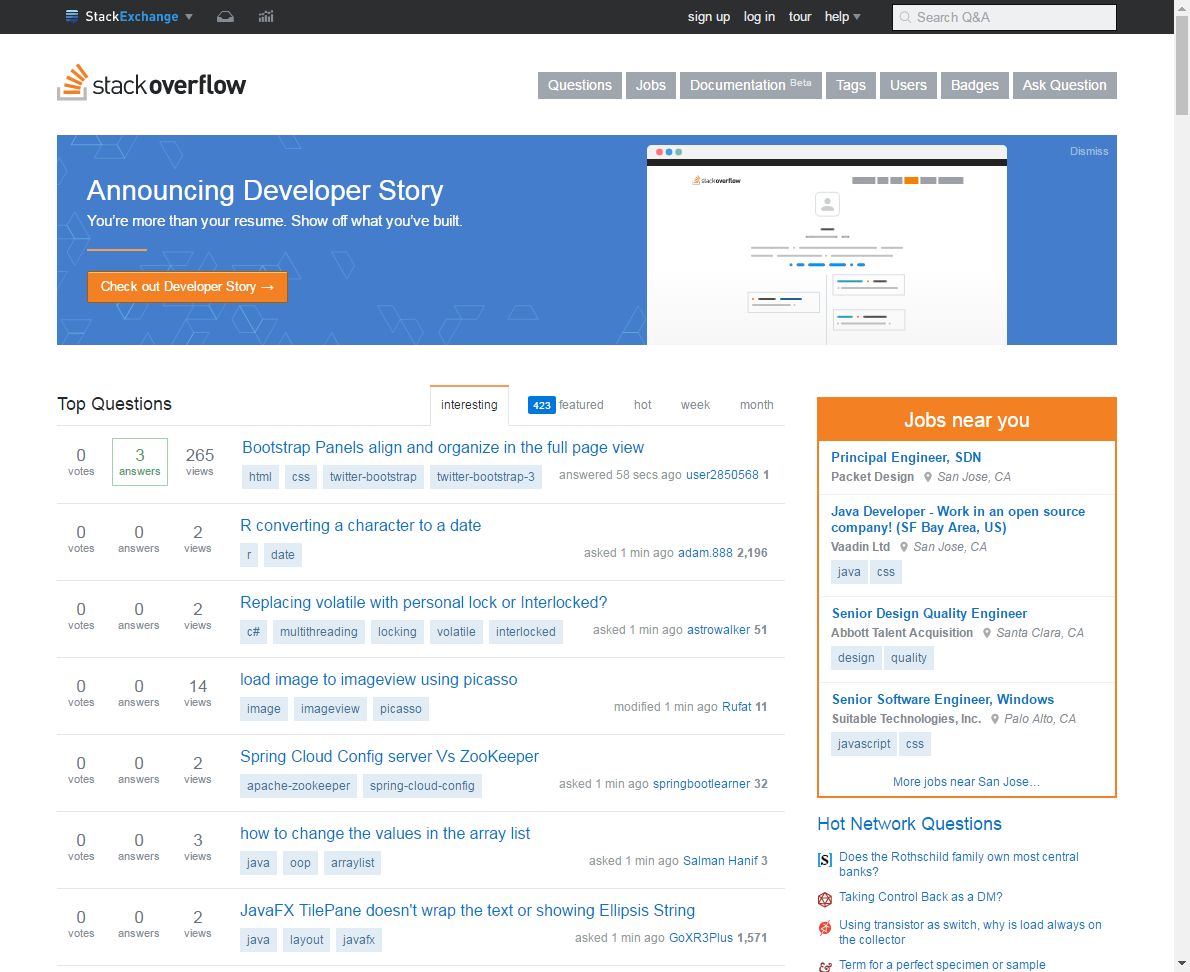 StackExchange
sign up log in tour help
Search Q&A
stackoverflow
Questions Jobs Documentation Beta Tags Users Badges Ask Question
Dismiss
Announcing Developer Story
You're more than your resume. Show off what you've built.
Check out Developer Story →
stackoverflow
Top Questions
interesting 423 featured hot week month
0 votes 3 answers 265 views
Bootstrap Panels align and organize in the full page view
html css twitter-bootstrap twitter-bootstrap-3 answered 58 secs ago user2850568 1
0 votes 0 answers 2 views
R converting a character to a date
r date asked 1 min ago adam.888 2,196
0 votes 0 answers 2 views
Replacing volatile with personal lock or Interlocked?
c# multithreading locking volatile interlocked asked 1 min ago astrowalker 51
0 votes 0 answers 14 views
load image to imageview using picasso
image imageview picasso modified 1 min ago Rufat 11
0 votes 0 answers 2 views
Spring Cloud Config server Vs ZooKeeper
apache-zookeeper spring-cloud-config asked 1 min ago springbootlearner 32
0 votes 0 answers 3 views
how to change the values in the array list
java oop arraylist asked 1 min ago Salman Hanif 3
0 votes 0 answers 2 views
JavaFX TilePane doesn't wrap the text or showing Ellipsis String
java layout javafx asked 1 min ago GoXR3Plus 1,571
Jobs near you
Principal Engineer, SDN
Packet Design San Jose, CA
Java Developer - Work in an open source
company! (SF Bay Area, US)
Vaadin Ltd San Jose, CA
java css
Senior Design Quality Engineer
Abbott Talent Acquisition Santa Clara, CA
design quality
Senior Software Engineer, Windows
Suitable Technologies, Inc. Palo Alto, CA
javascript css
More jobs near San Jose...
Hot Network Questions
[S] Does the Rothschild family own most central
banks?
Taking Control Back as a DM?
Using transistor as switch, why is load always on
the collector
Term for a perfect specimen or sample